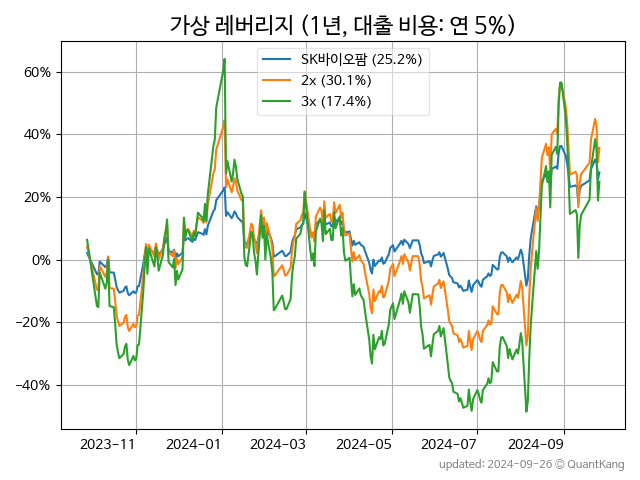 가상 레버리지 (1년, 대출 비용: 연 5%)
SK바이오팜 (25.2%)
2x (30.1%)
3x (17.4%)
60%
40%
20%
0%
−20%
−40%
2023-11
2024-01
2024-03
2024-05
2024-07
2024-09
updated: 2024-09-26 © QuantKang